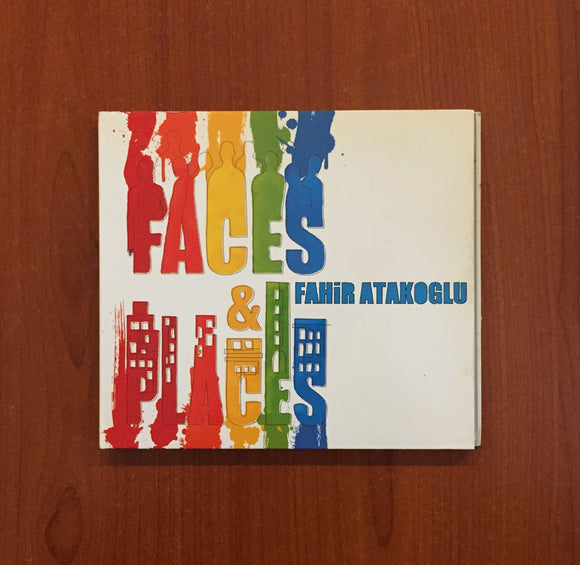 FACES
&
FAHiR ATAKOGLU
PLACES